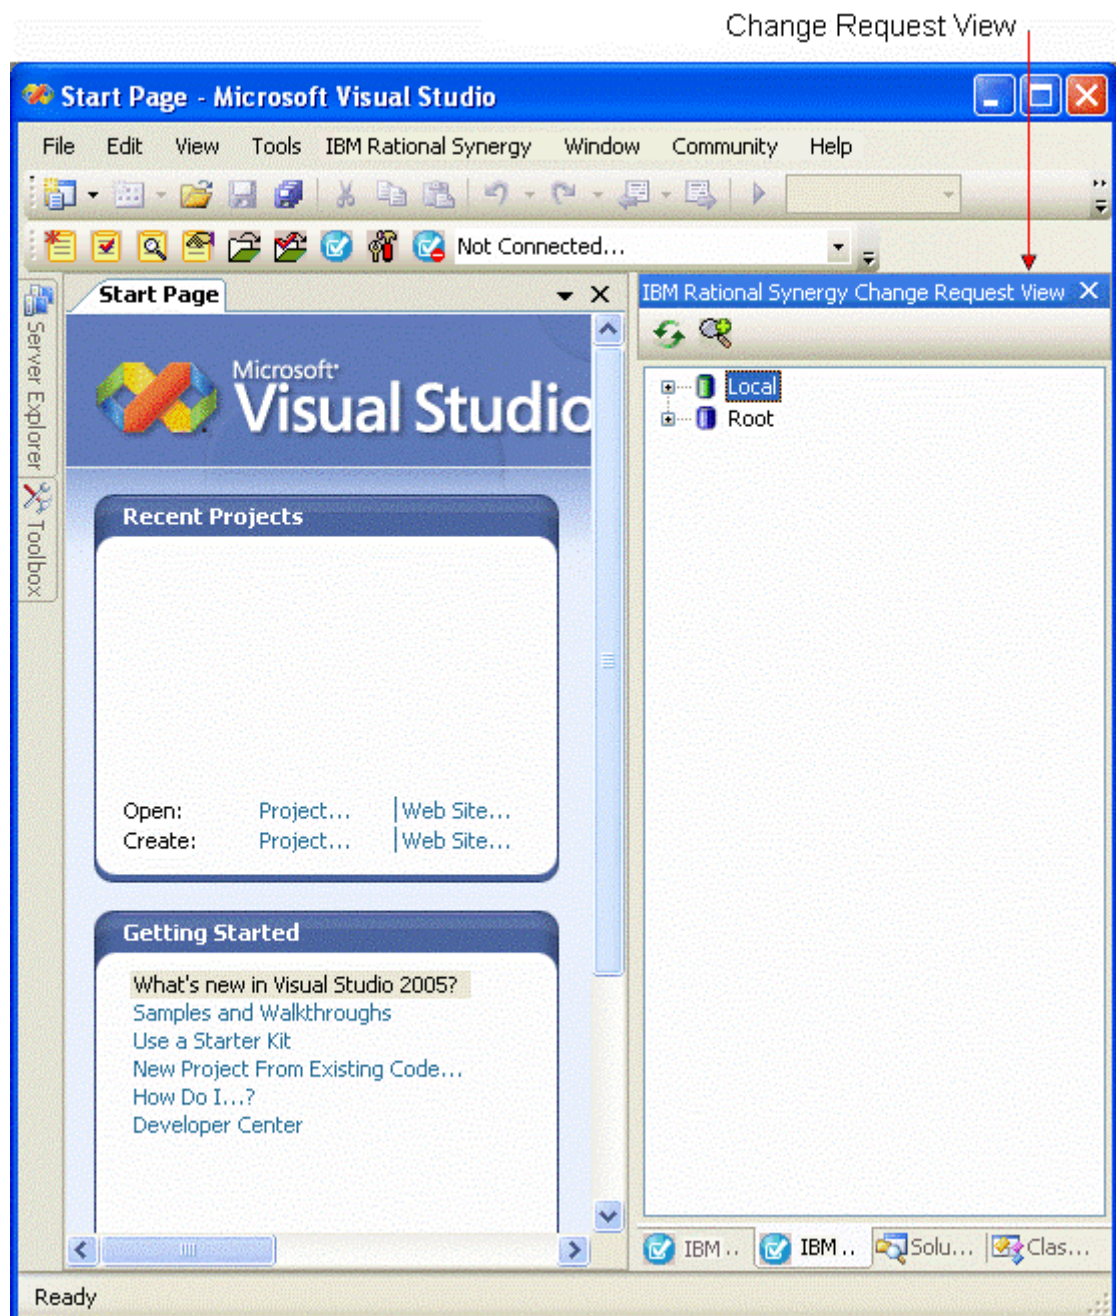 Change Request View
Start Page - Microsoft Visual Studio
File Edit View Tools IBM Rational Synergy Window Community Help
Not Connected...
Server Explorer
Toolbox
Start Page
Microsoft
Visual Studio
Recent Projects
Open: Project... | Web Site...
Create: Project... | Web Site...
Getting Started
What's new in Visual Studio 2005?
Samples and Walkthroughs
Use a Starter Kit
New Project From Existing Code...
How Do I...?
Developer Center
IBM Rational Synergy Change Request View
Local
Root
IBM .. IBM .. Solu... Clas...
Ready